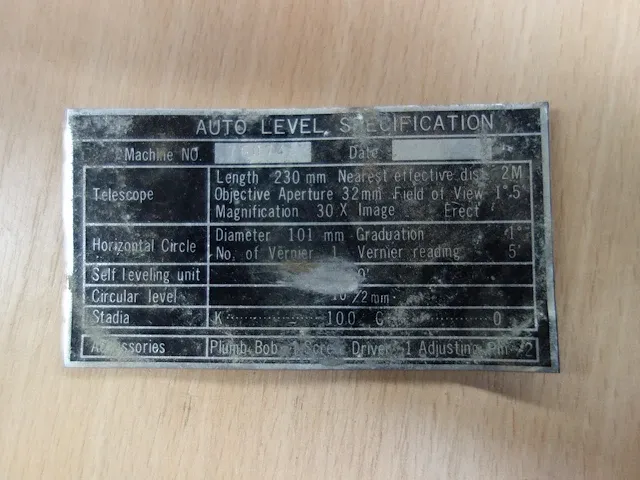 AUTO LEVEL SPECIFICATION
Machine NO. Date
Telescope
Length 230 mm Nearest effective dist. 2M
Objective Aperture 32mm Field of View 1°.5'
Magnification 30 X Image Erect
Horizontal Circle
Diameter 101 mm Graduation 1°
No. of Vernier 1 Vernier reading 5'
Self leveling unit
Circular level /2mm
Stadia K 100 C 0
Accessories Plumb Bob 1 Screw Driver 1 Adjusting Pin 2